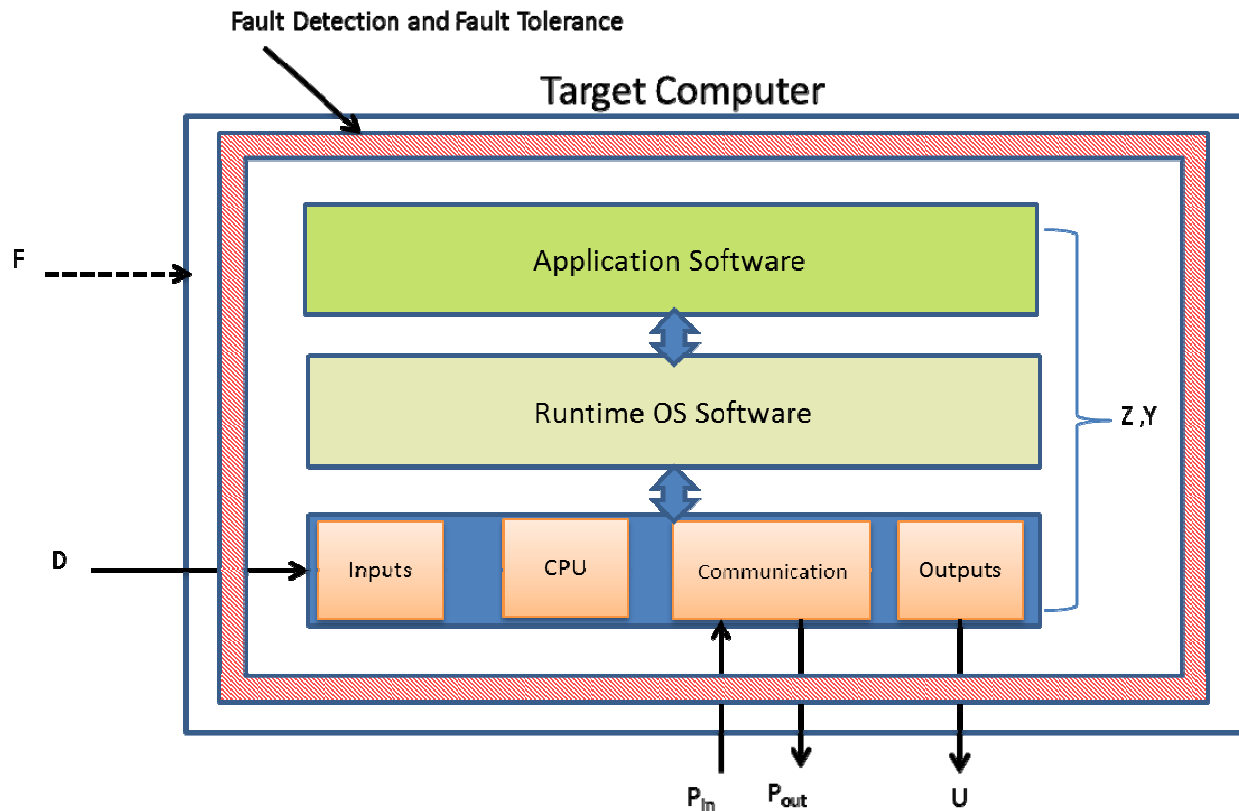 Fault Detection and Fault Tolerance
Target Computer
F
Application Software
Runtime OS Software
Z ,Y
D
Inputs
CPU
Communication
Outputs
Pin
Pout
U